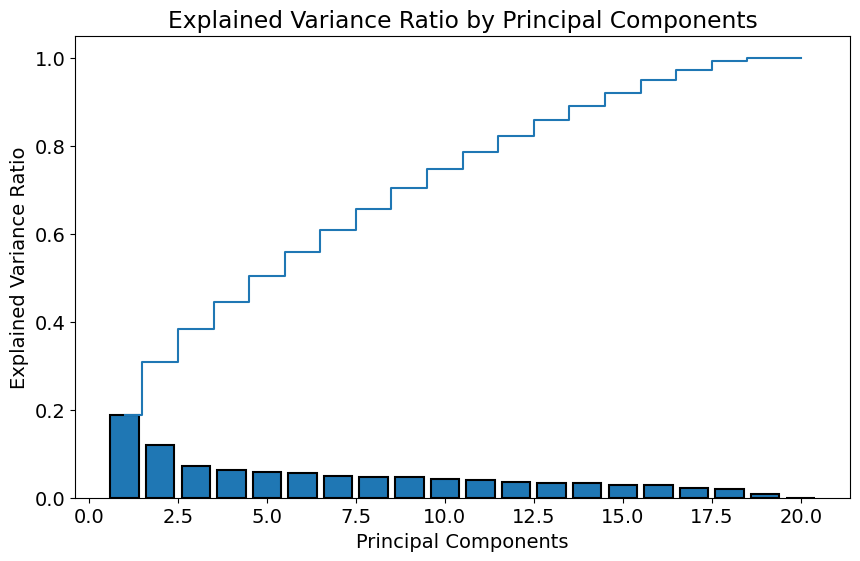 Explained Variance Ratio by Principal Components
Explained Variance Ratio
1.0
0.8
0.6
0.4
0.2
0.0
0.0 2.5 5.0 7.5 10.0 12.5 15.0 17.5 20.0
Principal Components